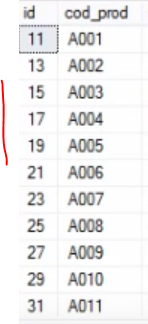 id cod_prod
11 A001
13 A002
15 A003
17 A004
19 A005
21 A006
23 A007
25 A008
27 A009
29 A010
31 A011